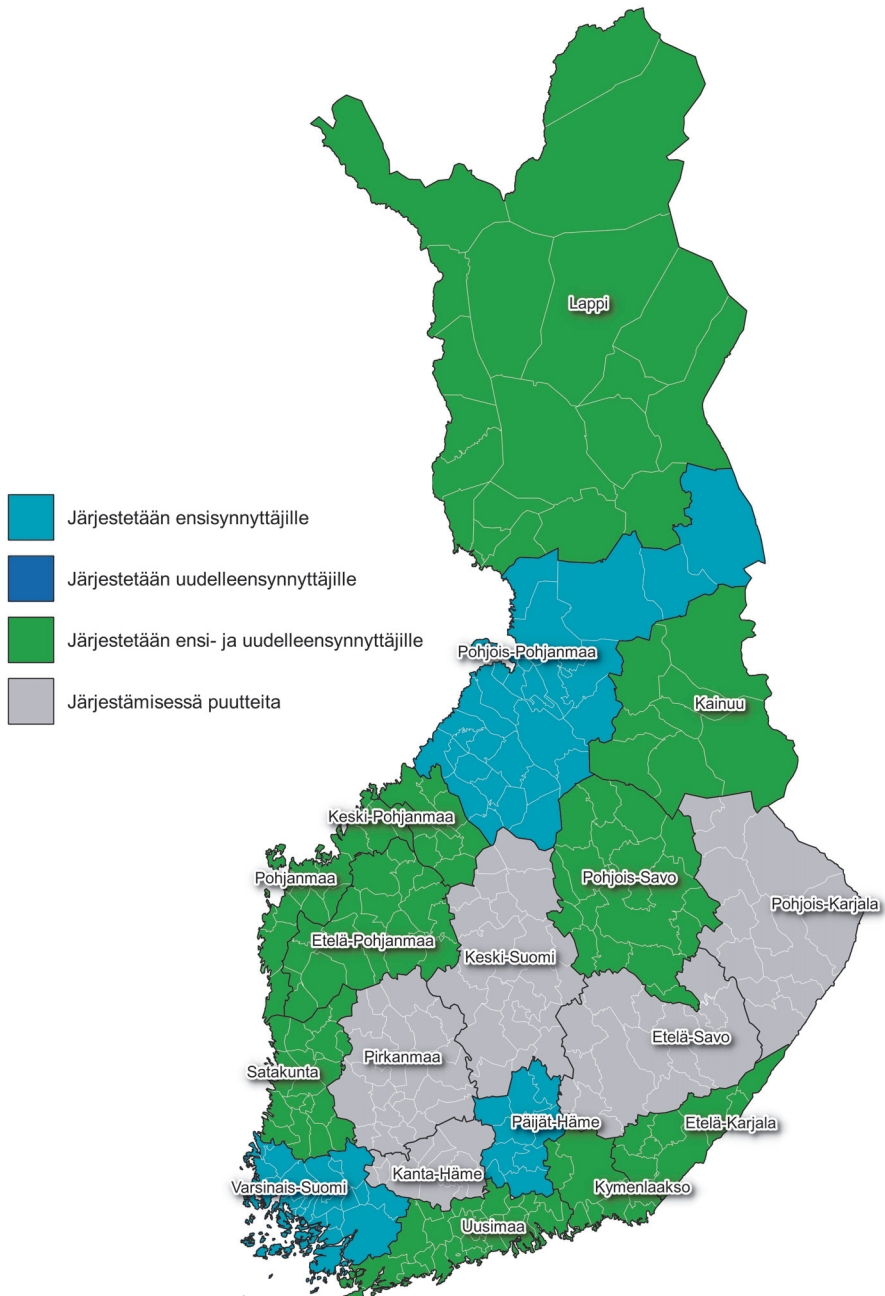 Lappi
Järjestetään ensisynnyttäjille
Järjestetään uudelleensynnyttäjille
Järjestetään ensi- ja uudelleensynnyttäjille
Järjestämisessä puutteita
Pohjois-Pohjanmaa
Kainuu
Keski-Pohjanmaa
Pohjanmaa
Pohjois-Savo
Pohjois-Karjala
Etelä-Pohjanmaa
Keski-Suomi
Etelä-Savo
Pirkanmaa
Satakunta
Päijät-Häme
Etelä-Karjala
Kanta-Häme
Varsinais-Suomi
Kymenlaakso
Uusimaa